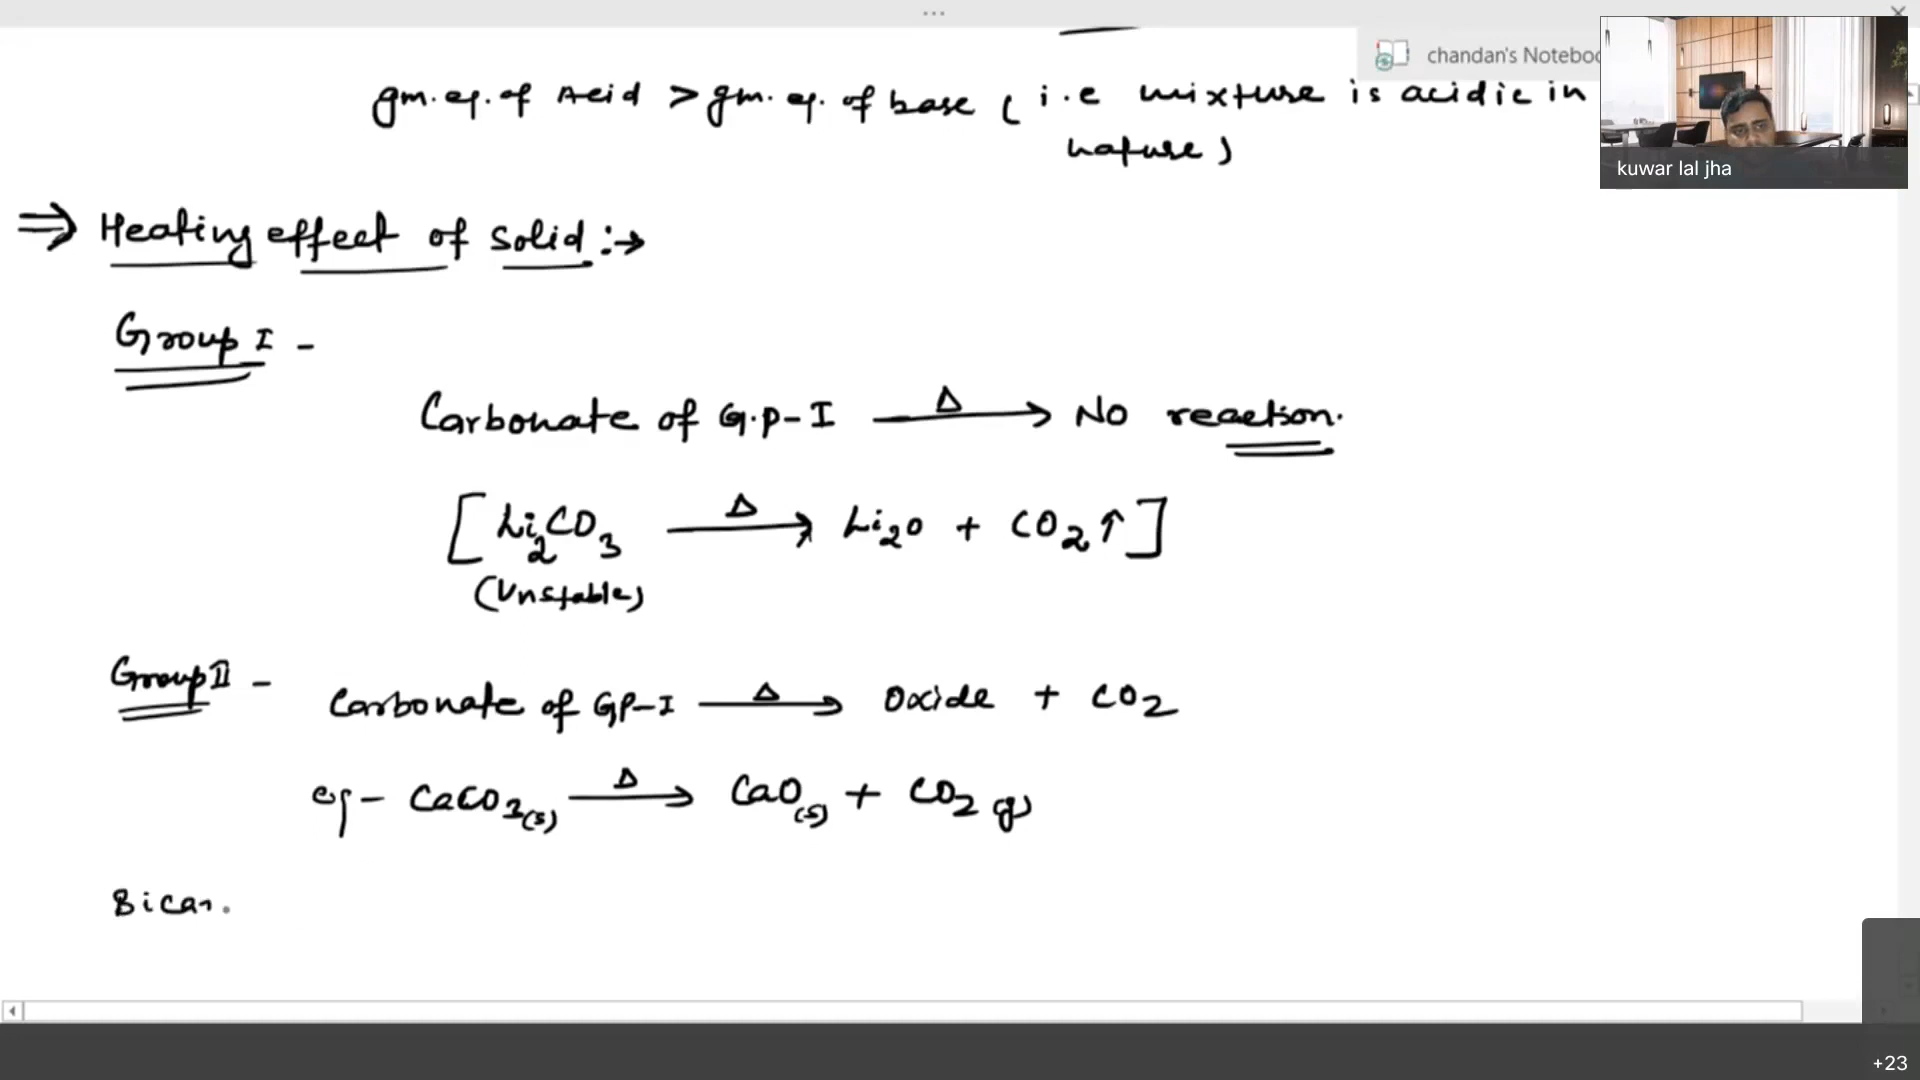 chandan's Noteboo
gm. eq. of Acid > gm. eq. of base ( i.e mixture is acidic in
nature)
kuwar lal jha
⇒ Heating effect of solid :→
Group I -
Carbonate of G.P-I —Δ→ No reaction.
[ Li₂CO₃ —Δ→ Li₂O + CO₂↑ ]
(Unstable)
Group II - Carbonate of GP-I —Δ→ Oxide + CO₂
eg - CaCO₃(s) —Δ→ CaO(s) + CO₂ (g)
Bicar.
+23